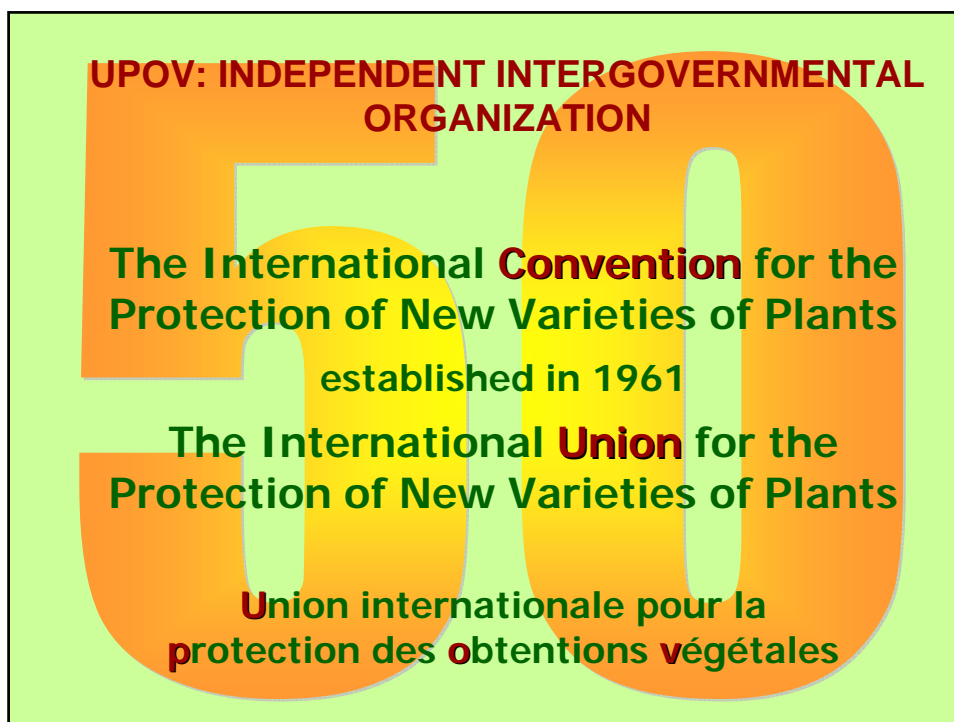 UPOV: INDEPENDENT INTERGOVERNMENTAL
ORGANIZATION
50
The International Convention for the
Protection of New Varieties of Plants
established in 1961
The International Union for the
Protection of New Varieties of Plants
Union internationale pour la
protection des obtentions végétales